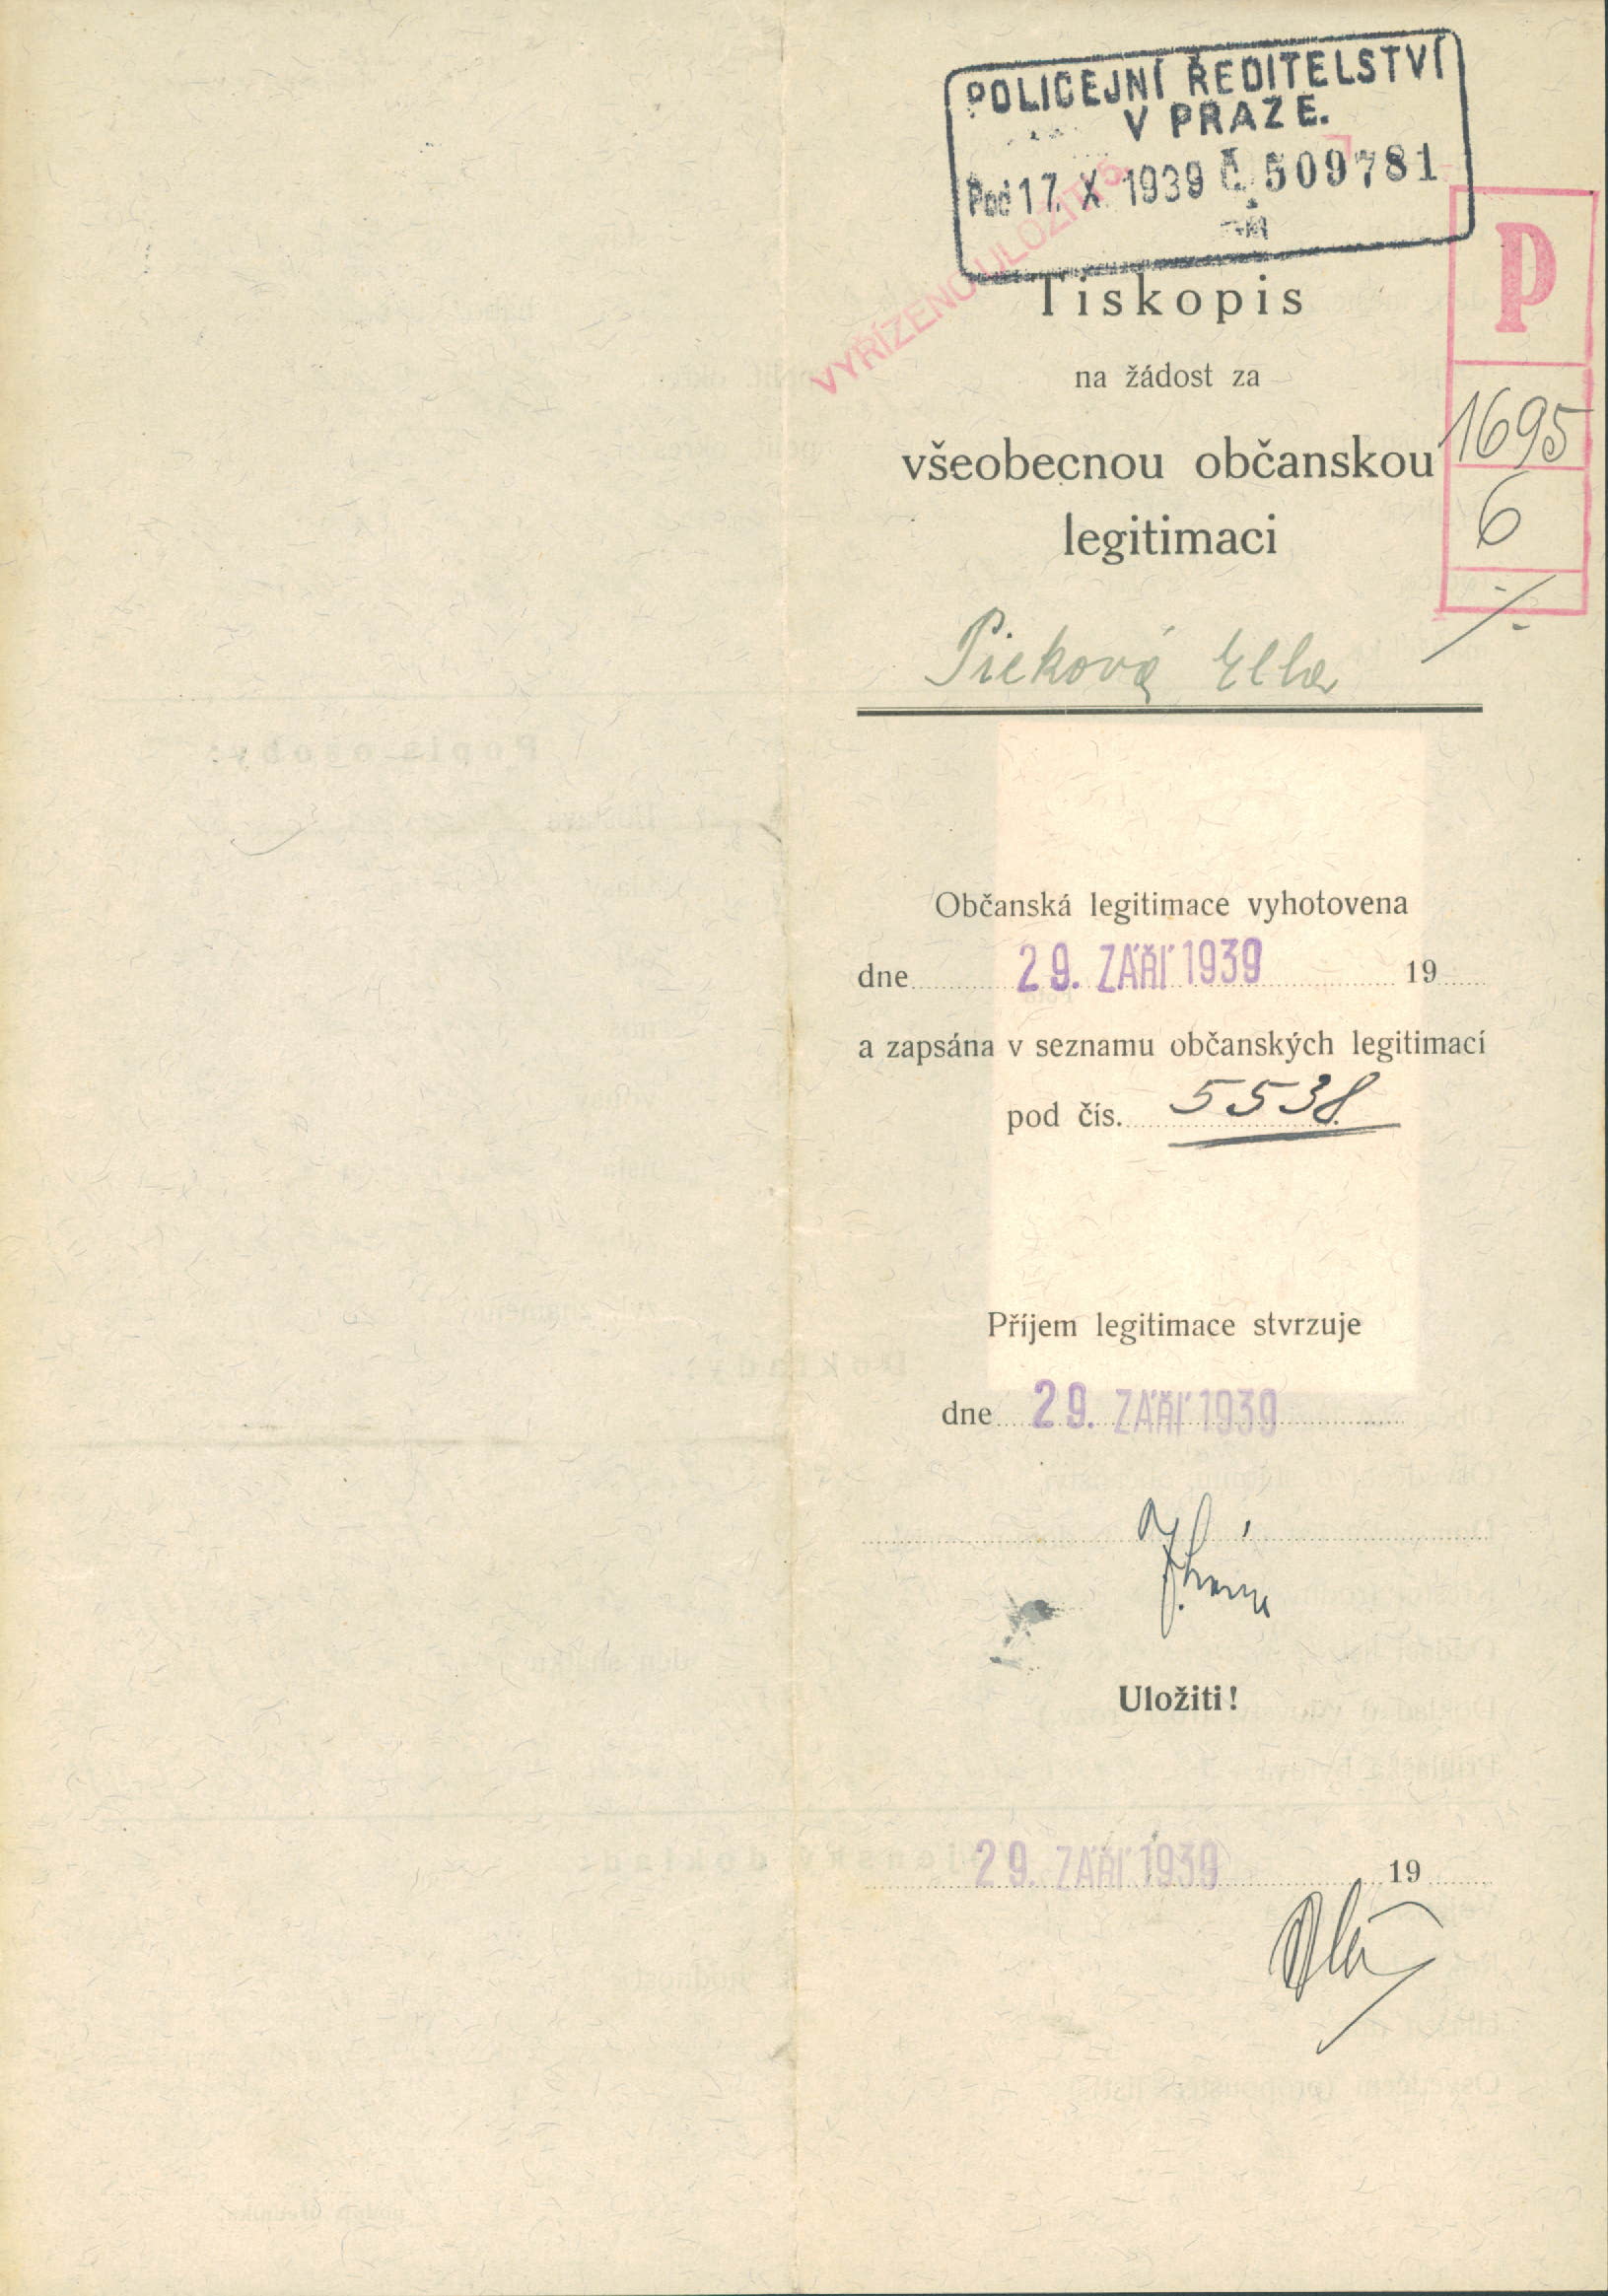 POLICEJNÍ ŘEDITELSTVÍ
V PRAZE.
Pod 17. X. 1939 Č. 509781
VYŘÍZENO ULOŽITI
P
1695
6
Tiskopis
na žádost za
všeobecnou občanskou
legitimaci
Picková Ella
Občanská legitimace vyhotovena
dne 29. ZÁŘÍ 1939 19
a zapsána v seznamu občanských legitimací
pod čís. 5538
Příjem legitimace stvrzuje
dne 29. ZÁŘÍ 1939
Uložiti!
29. ZÁŘÍ 1939 19